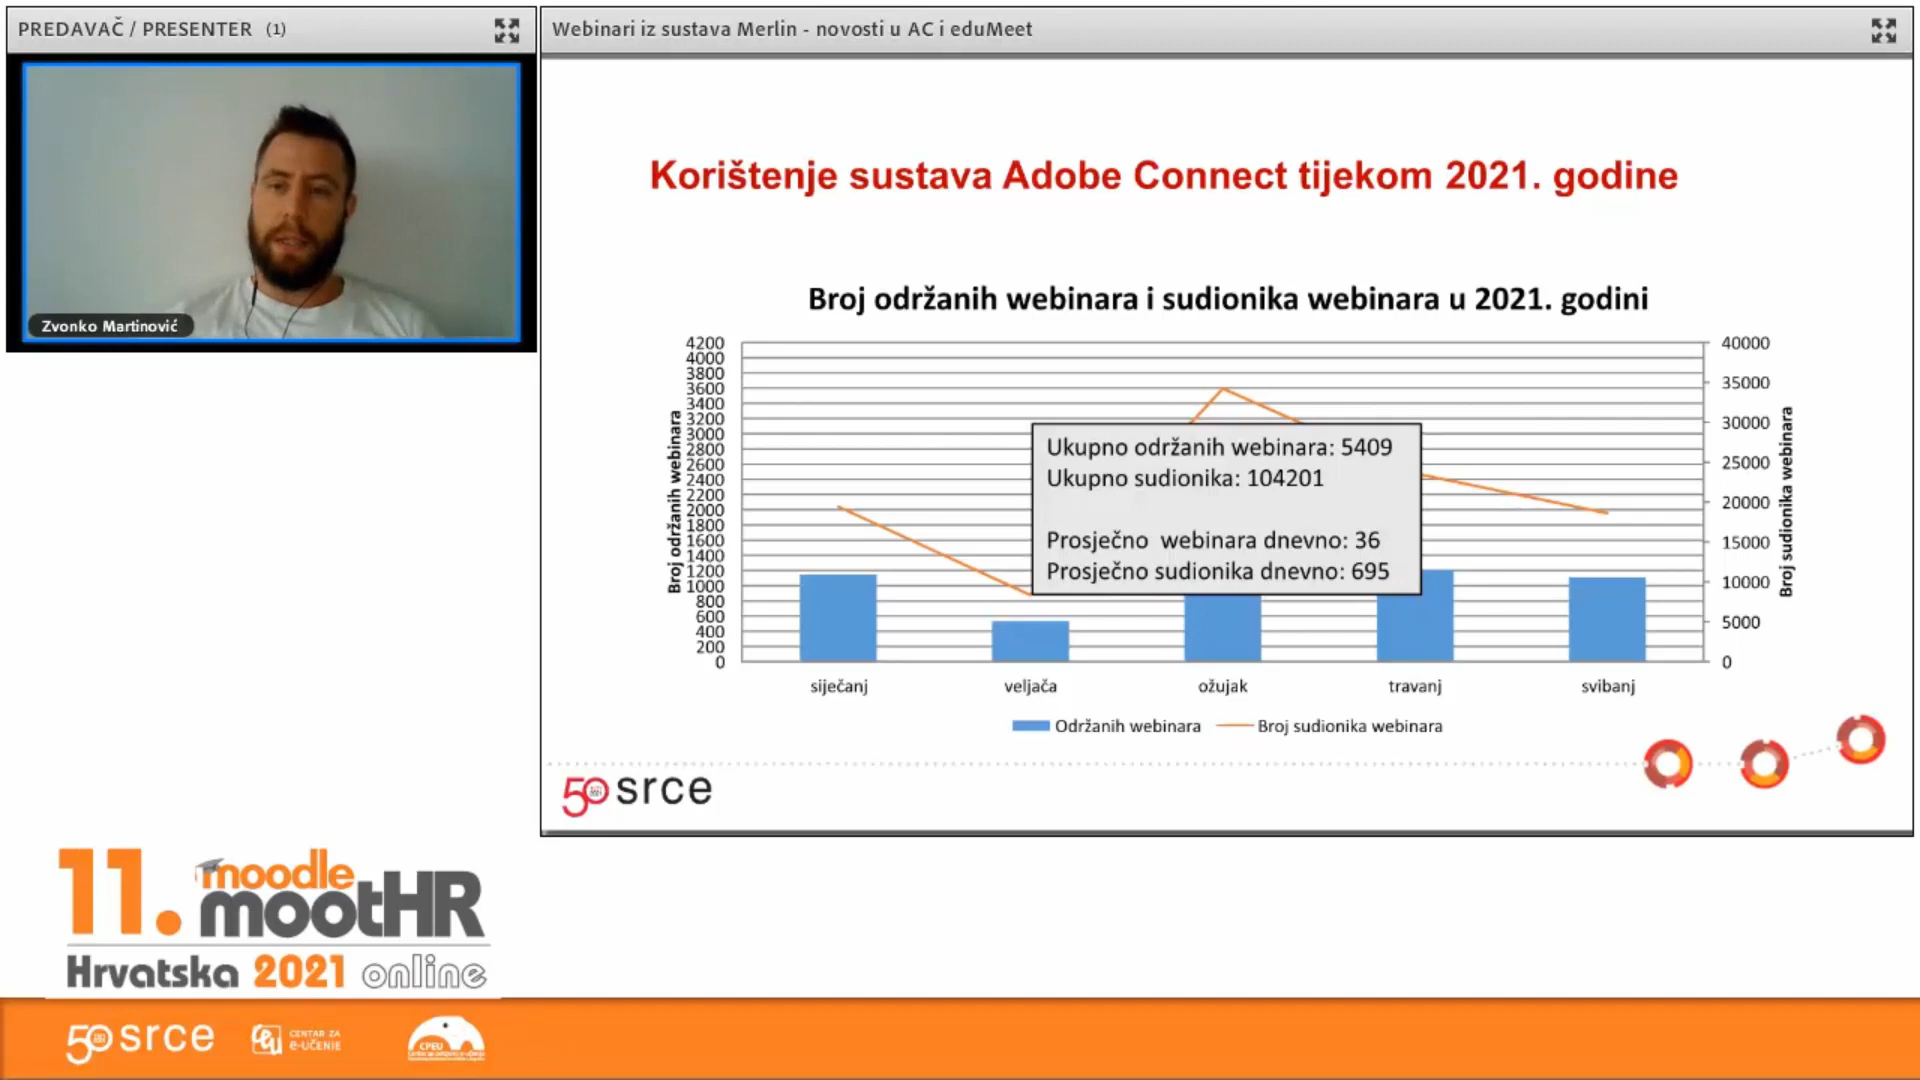 PREDAVAČ / PRESENTER (1)
Zvonko Martinović
Webinari iz sustava Merlin - novosti u AC i eduMeet
Korištenje sustava Adobe Connect tijekom 2021. godine
Broj održanih webinara i sudionika webinara u 2021. godini
Broj održanih webinara
4200
4000
3800
3600
3400
3200
3000
2800
2600
2400
2200
2000
1800
1600
1400
1200
1000
800
600
400
200
0
Ukupno održanih webinara: 5409
Ukupno sudionika: 104201
Prosječno webinara dnevno: 36
Prosječno sudionika dnevno: 695
40000
35000
30000
25000
20000
15000
10000
5000
0
Broj sudionika webinara
siječanj veljača ožujak travanj svibanj
Održanih webinara Broj sudionika webinara
50 srce
11. moodle
mootHR
Hrvatska 2021 online
50 srce
CENTAR ZA
e-UČENJE
CPEU